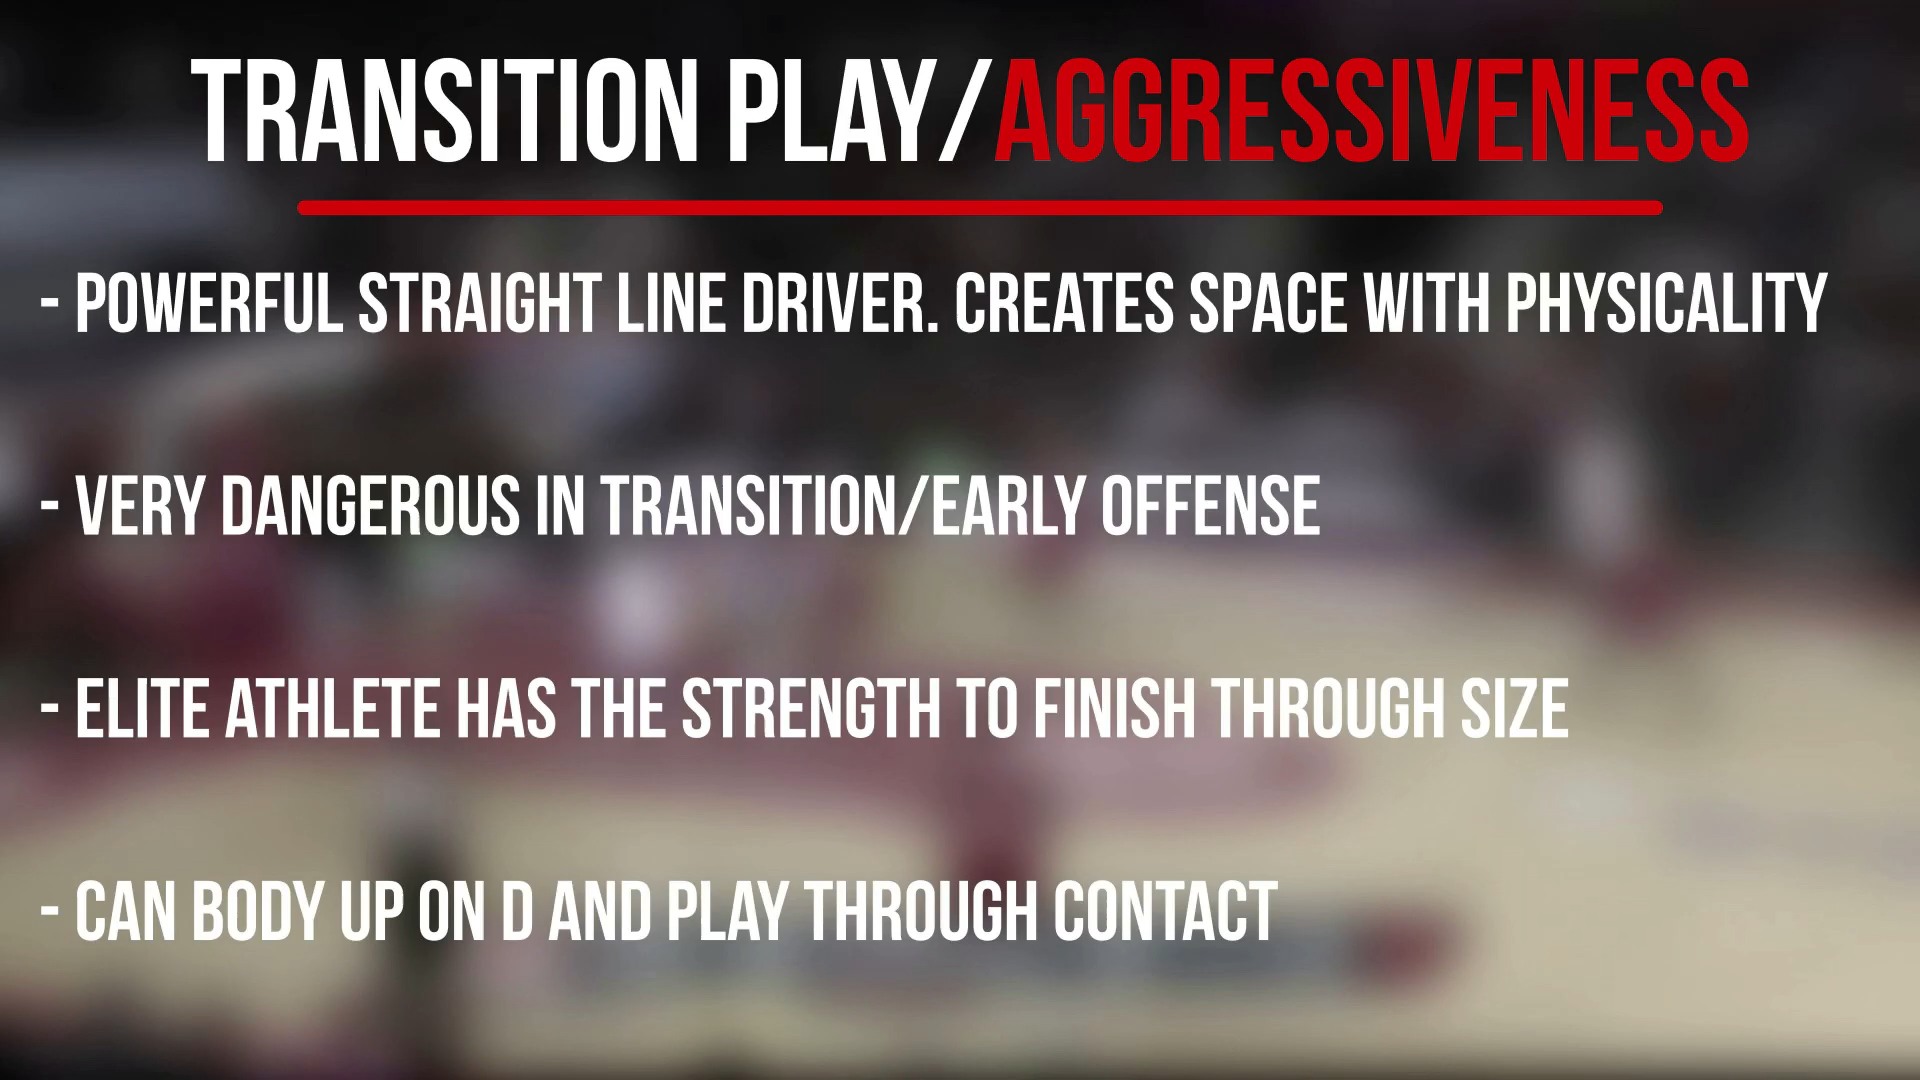 TRANSITION PLAY/AGGRESSIVENESS
- POWERFUL STRAIGHT LINE DRIVER. CREATES SPACE WITH PHYSICALITY
- VERY DANGEROUS IN TRANSITION/EARLY OFFENSE
- ELITE ATHLETE HAS THE STRENGTH TO FINISH THROUGH SIZE
- CAN BODY UP ON D AND PLAY THROUGH CONTACT